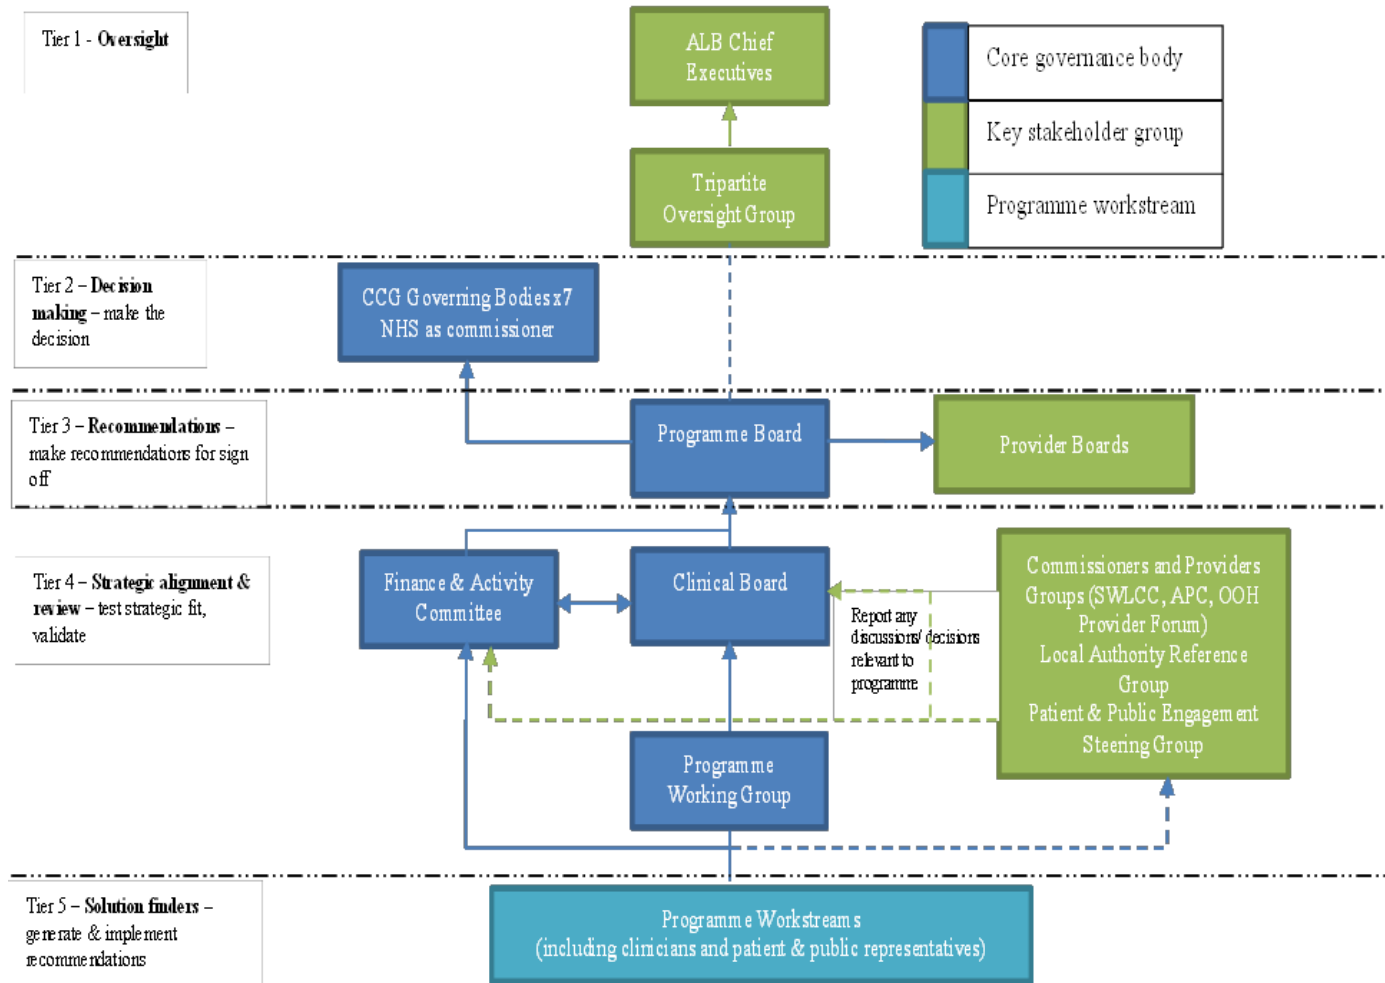 Tier 1 - Oversight
ALB Chief
Executives
Core governance body
Key stakeholder group
Programme workstream
Tripartite
Oversight Group
Tier 2 – Decision
making – make the
decision
CCG Governing Bodies x7
NHS as commissioner
Tier 3 – Recommendations –
make recommendations for sign
off
Programme Board
Provider Boards
Tier 4 – Strategic alignment &
review – test strategic fit,
validate
Finance & Activity
Committee
Clinical Board
Report any
discussions/ decisions
relevant to
programme
Commissioners and Providers
Groups (SWLCC, APC, OOH
Provider Forum)
Local Authority Reference
Group
Patient & Public Engagement
Steering Group
Programme
Working Group
Tier 5 – Solution finders –
generate & implement
recommendations
Programme Workstreams
(including clinicians and patient & public representatives)